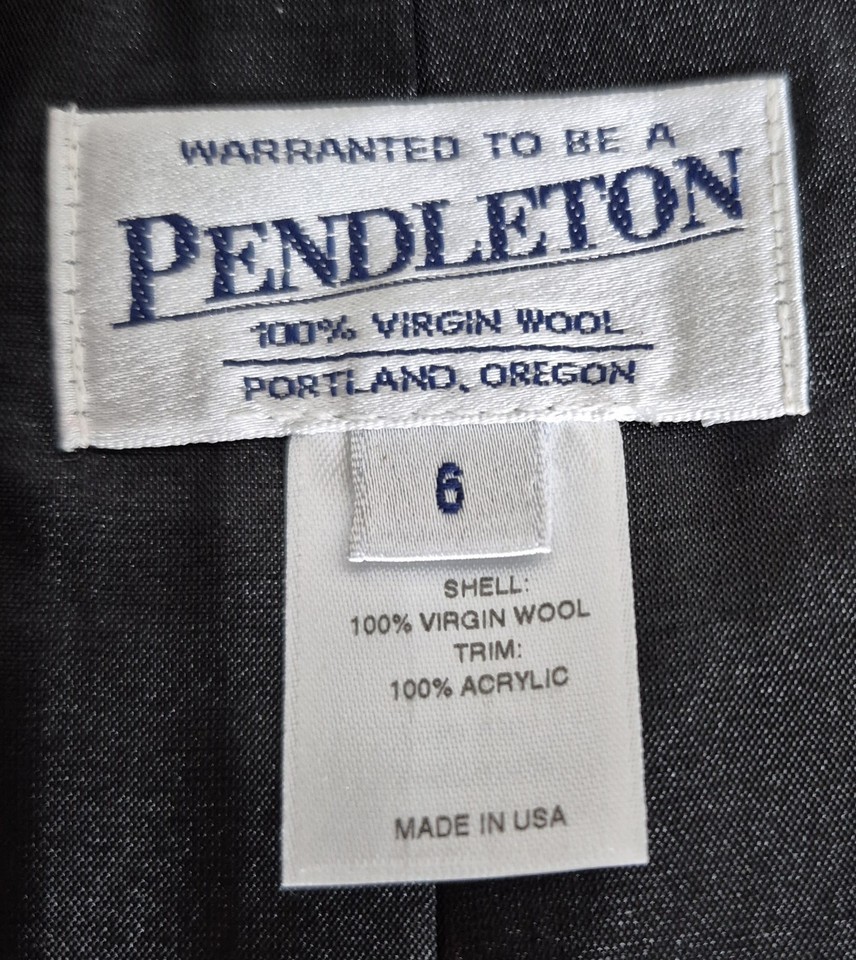 WARRANTED TO BE A
PENDLETON
100% VIRGIN WOOL
PORTLAND, OREGON
6
SHELL:
100% VIRGIN WOOL
TRIM:
100% ACRYLIC
MADE IN USA